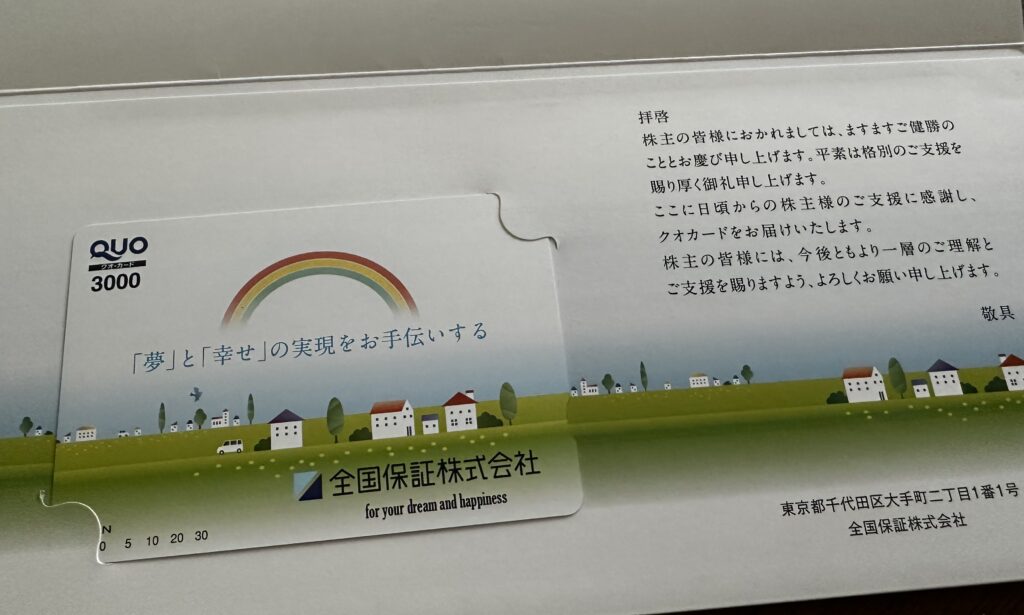 QUO
クオ・カード
3000
「夢」と「幸せ」の実現をお手伝いする
全国保証株式会社
for your dream and happiness
N
0 5 10 20 30
拝啓
株主の皆様におかれましては、ますますご健勝の
こととお慶び申し上げます。平素は格別のご支援を
賜り厚く御礼申し上げます。
ここに日頃からの株主様のご支援に感謝し、
クオカードをお届けいたします。
株主の皆様には、今後ともより一層のご理解と
ご支援を賜りますよう、よろしくお願い申し上げます。
敬具
東京都千代田区大手町二丁目1番1号
全国保証株式会社